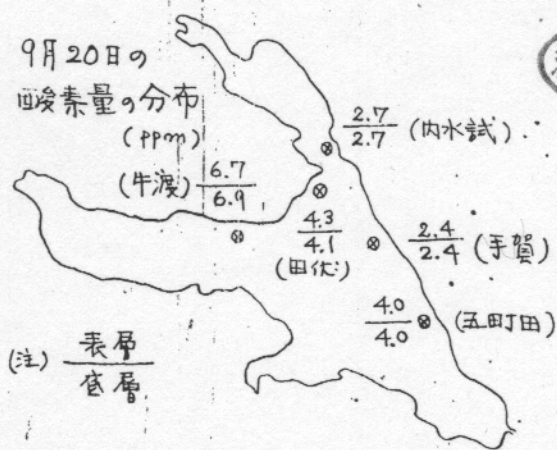 9月20日の
酸素量の分布
(ppm)
2.7
2.7
(内水試)
(牛渡)
6.7
6.9
4.3
4.1
(田伏)
2.4
2.4
(手賀)
4.0
4.0
(五町田)
(注)
表層
底層